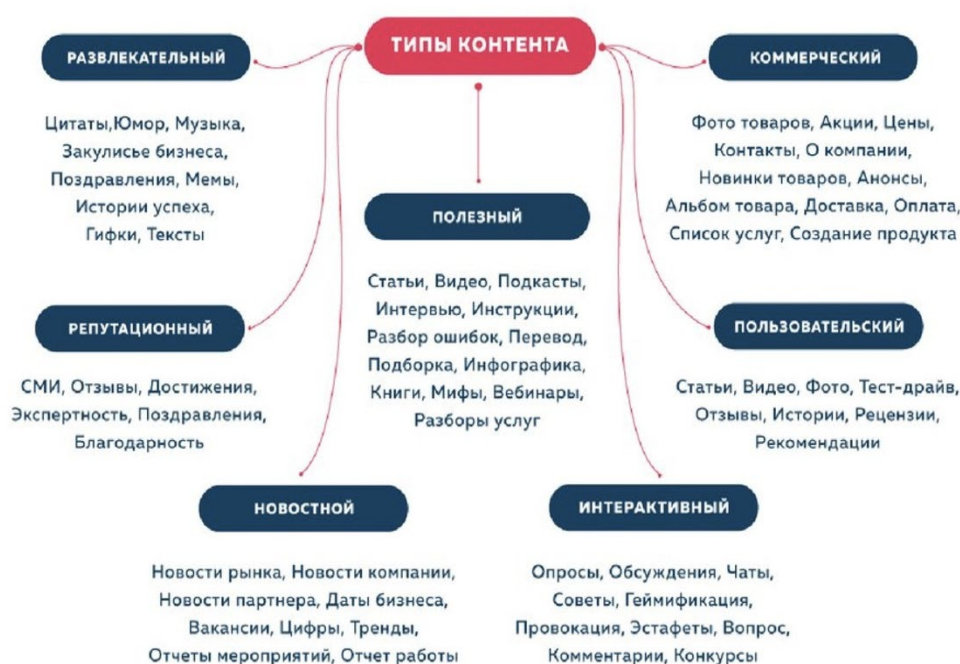 ТИПЫ КОНТЕНТА
РАЗВЛЕКАТЕЛЬНЫЙ
Цитаты,Юмор, Музыка,
Закулисье бизнеса,
Поздравления, Мемы,
Истории успеха,
Гифки, Тексты
КОММЕРЧЕСКИЙ
Фото товаров, Акции, Цены,
Контакты, О компании,
Новинки товаров, Анонсы,
Альбом товара, Доставка, Оплата,
Список услуг, Создание продукта
ПОЛЕЗНЫЙ
Статьи, Видео, Подкасты,
Интервью, Инструкции,
Разбор ошибок, Перевод,
Подборка, Инфографика,
Книги, Мифы, Вебинары,
Разборы услуг
РЕПУТАЦИОННЫЙ
СМИ, Отзывы, Достижения,
Экспертность, Поздравления,
Благодарность
ПОЛЬЗОВАТЕЛЬСКИЙ
Статьи, Видео, Фото, Тест-драйв,
Отзывы, Истории, Рецензии,
Рекомендации
НОВОСТНОЙ
Новости рынка, Новости компании,
Новости партнера, Даты бизнеса,
Вакансии, Цифры, Тренды,
Отчеты мероприятий, Отчет работы
ИНТЕРАКТИВНЫЙ
Опросы, Обсуждения, Чаты,
Советы, Геймификация,
Провокация, Эстафеты, Вопрос,
Комментарии, Конкурсы